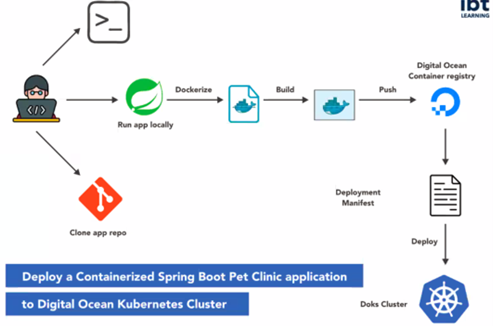 ibt
LEARNING
>_
Digital Ocean
Container registry
Dockerize
Build
Push
</>
Run app locally
Deployment
Manifest
Clone app repo
Deploy
Deploy a Containerized Spring Boot Pet Clinic application
to Digital Ocean Kubernetes Cluster
Doks Cluster